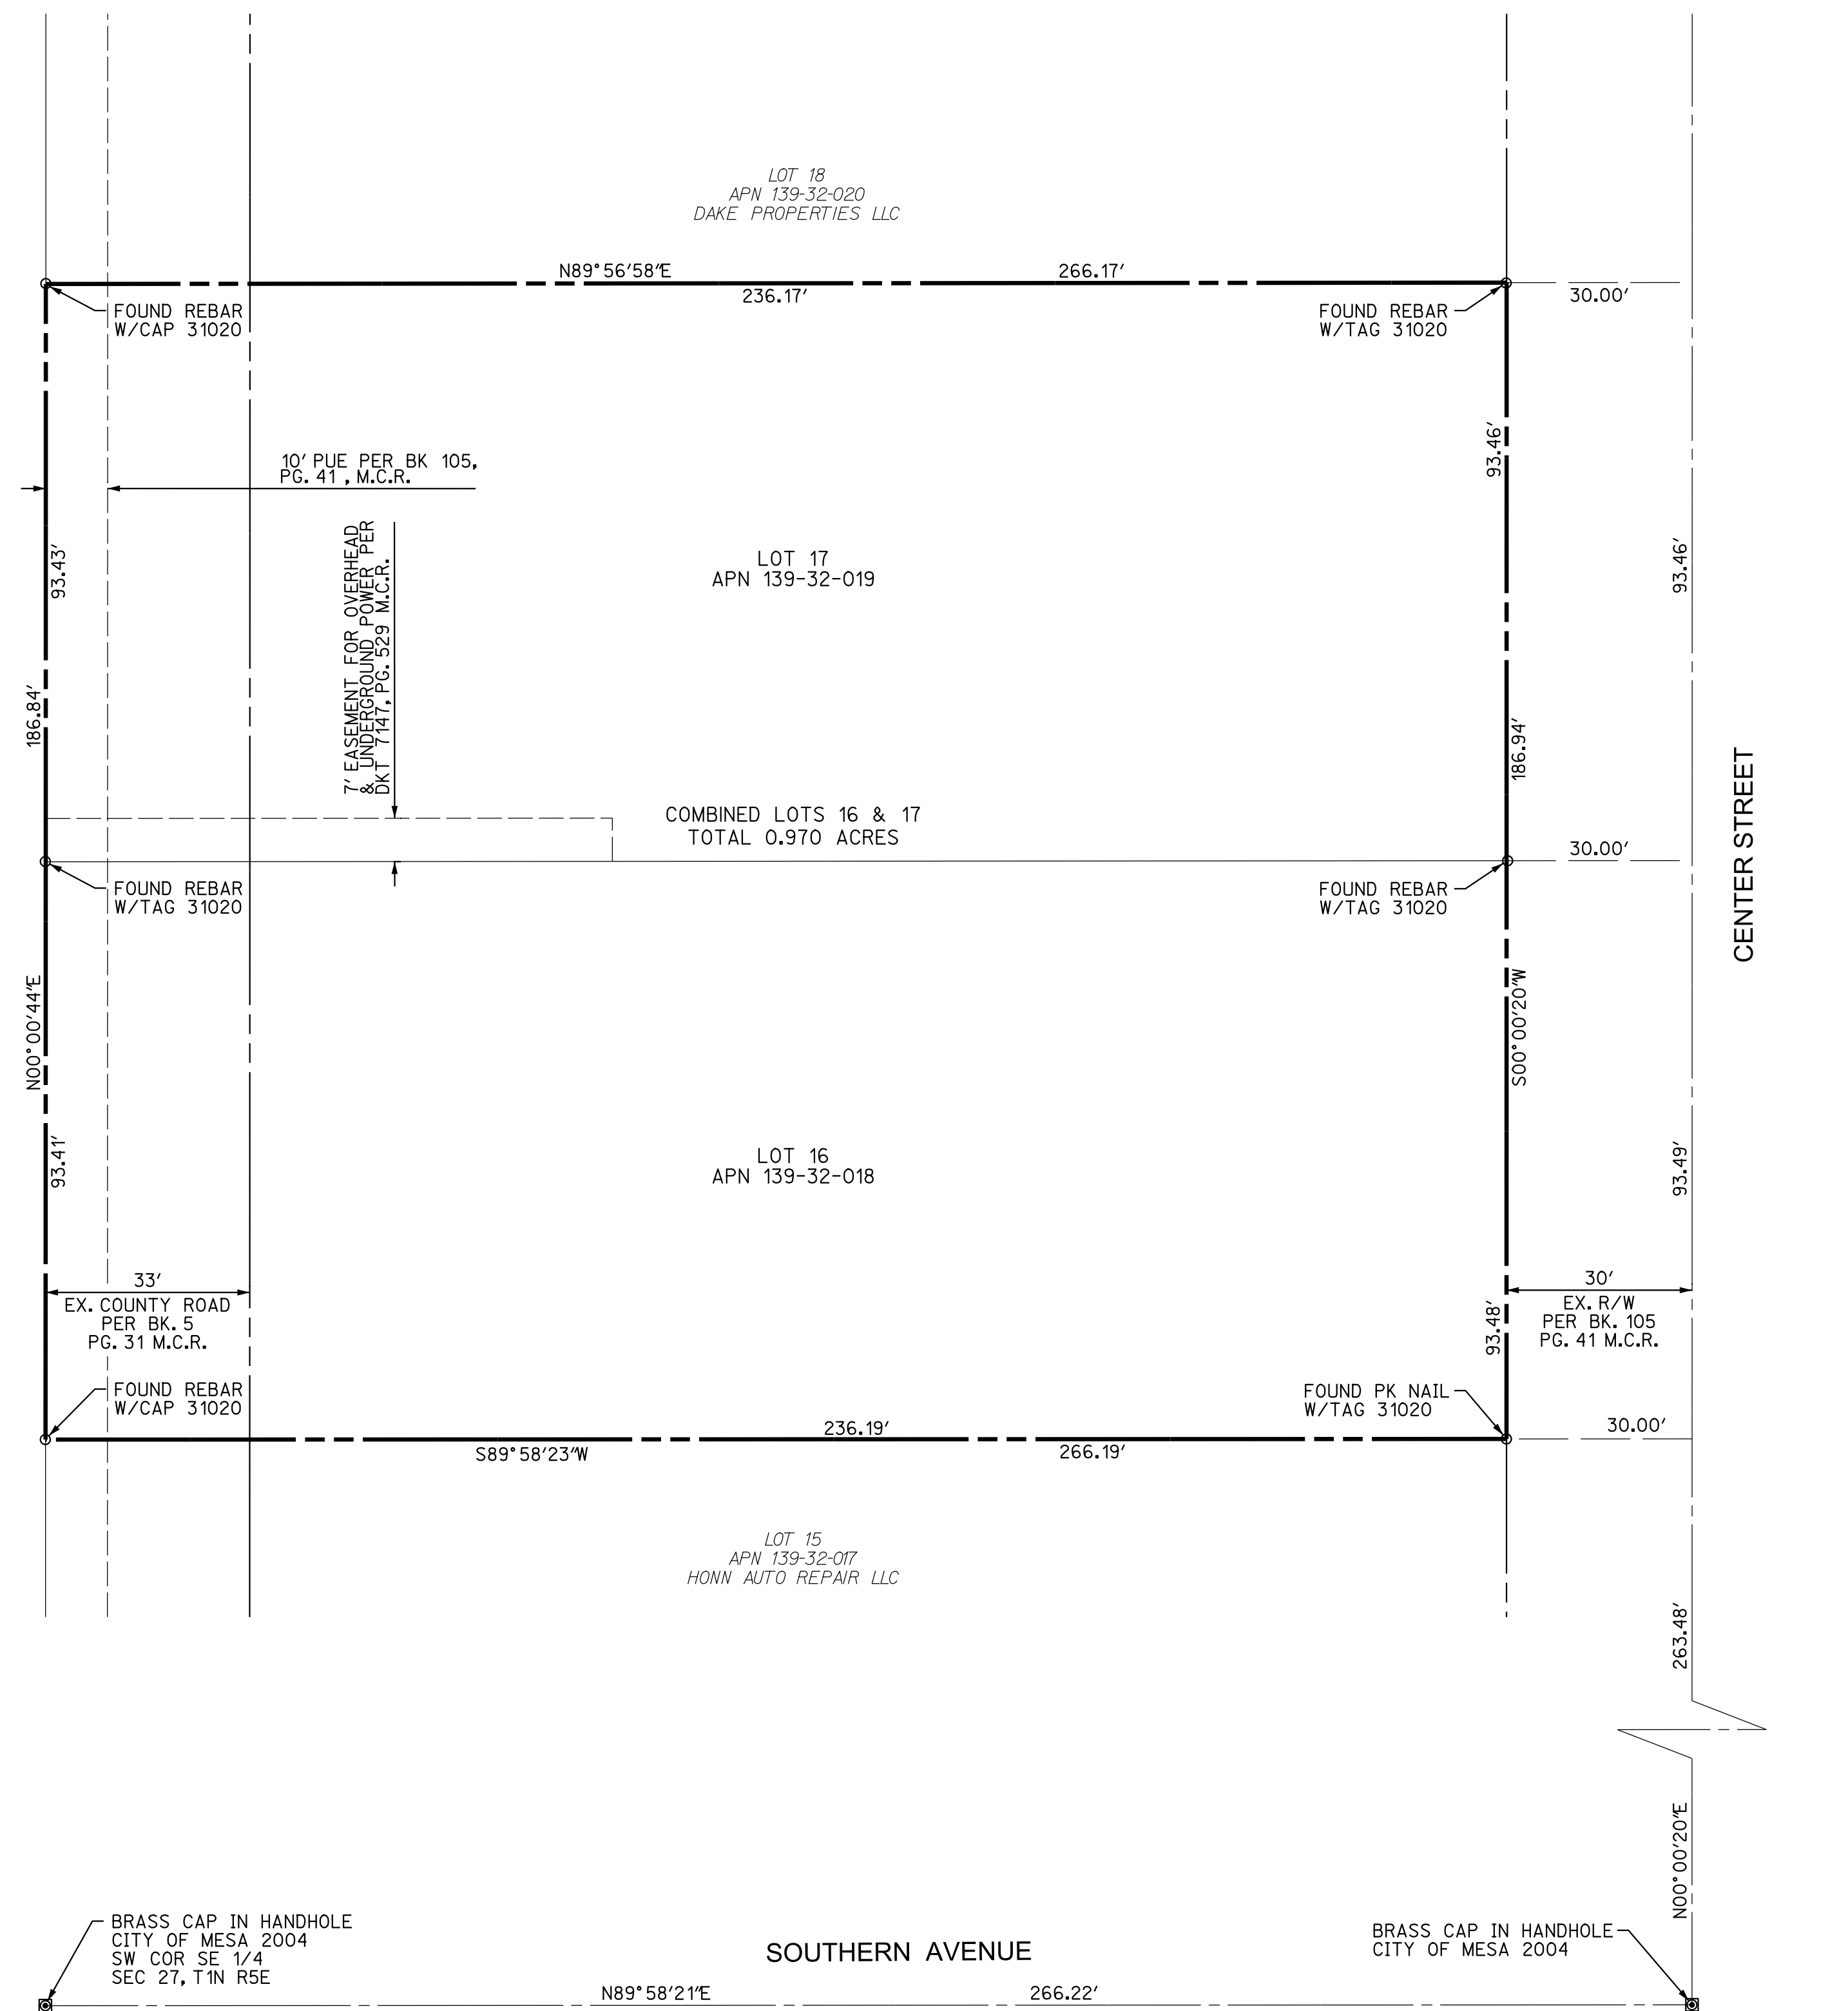 LOT 18
APN 139-32-020
DAKE PROPERTIES LLC
N89°56'58"E
266.17'
236.17'
30.00'
FOUND REBAR
W/CAP 31020
FOUND REBAR
W/TAG 31020
93.46'
10' PUE PER BK 105,
PG. 41 , M.C.R.
93.43'
7' EASEMENT FOR OVERHEAD
& UNDERGROUND POWER PER
DKT 7147, PG. 529 M.C.R.
LOT 17
APN 139-32-019
93.46'
186.84'
186.94'
CENTER STREET
COMBINED LOTS 16 & 17
TOTAL 0.970 ACRES
30.00'
FOUND REBAR
W/TAG 31020
FOUND REBAR
W/TAG 31020
N00°00'44"E
S00°00'20"W
93.41'
LOT 16
APN 139-32-018
93.49'
33'
EX. COUNTY ROAD
PER BK. 5
PG. 31 M.C.R.
93.48'
30'
EX. R/W
PER BK. 105
PG. 41 M.C.R.
FOUND REBAR
W/CAP 31020
FOUND PK NAIL
W/TAG 31020
236.19'
30.00'
S89°58'23"W
266.19'
LOT 15
APN 139-32-017
HONN AUTO REPAIR LLC
263.48'
N00°00'20"E
BRASS CAP IN HANDHOLE
CITY OF MESA 2004
SW COR SE 1/4
SEC 27, T1N R5E
SOUTHERN AVENUE
BRASS CAP IN HANDHOLE
CITY OF MESA 2004
N89°58'21"E
266.22'